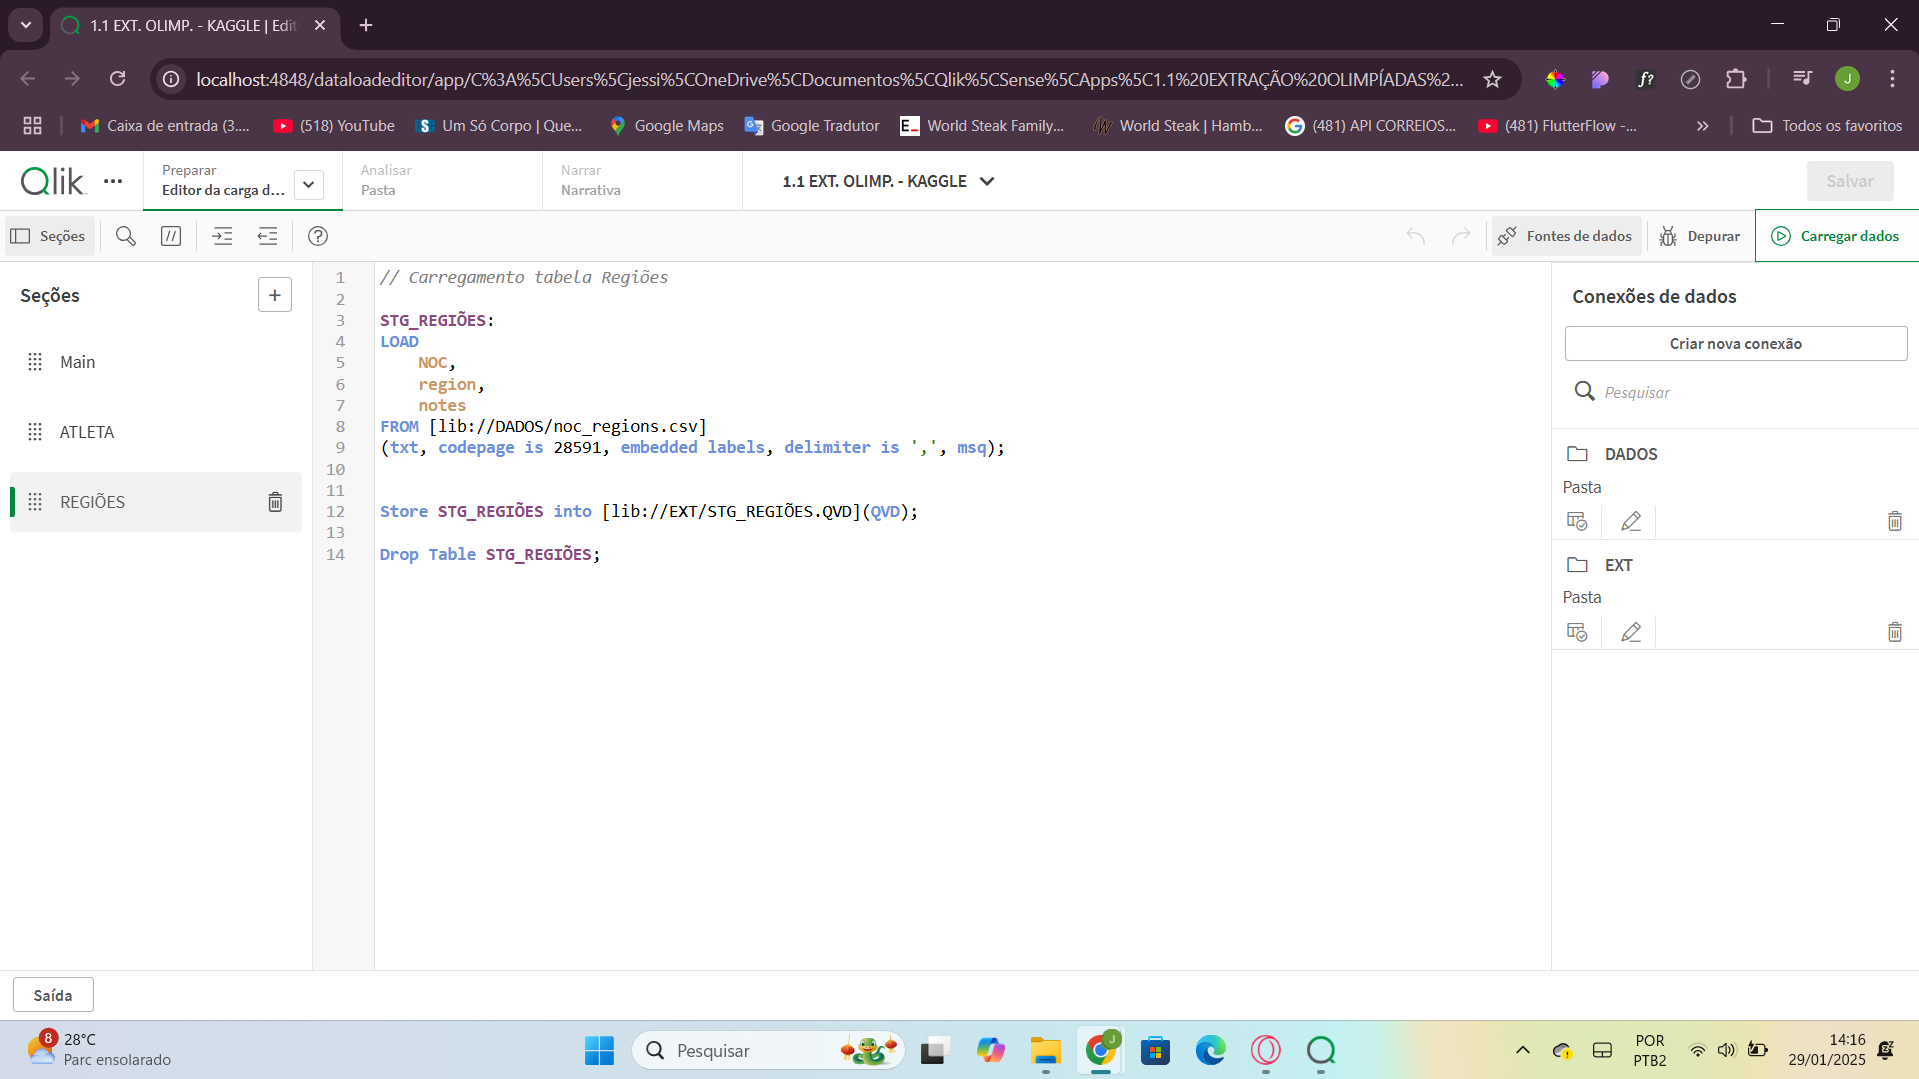 1.1 EXT. OLIMP. - KAGGLE | Edit
localhost:4848/dataloadeditor/app/C%3A%5CUsers%5Cjessi%5COneDrive%5CDocumentos%5CQlik%5CSense%5CApps%5C1.1%20EXTRAÇÃO%20OLIMPÍADAS%2...
J
Caixa de entrada (3....
(518) YouTube
Um Só Corpo | Que...
Google Maps
Google Tradutor
World Steak Family...
World Steak | Hamb...
(481) API CORREIOS...
(481) FlutterFlow -...
Todos os favoritos
Qlik
Preparar
Editor da carga d...
Analisar
Pasta
Narrar
Narrativa
1.1 EXT. OLIMP. - KAGGLE
Salvar
Seções
Fontes de dados
Depurar
Carregar dados
Seções
+
Main
ATLETA
REGIÕES
1 // Carregamento tabela Regiões
2
3 STG_REGIÕES:
4 LOAD
5 NOC,
6 region,
7 notes
8 FROM [lib://DADOS/noc_regions.csv]
9 (txt, codepage is 28591, embedded labels, delimiter is ',', msq);
10
11
12 Store STG_REGIÕES into [lib://EXT/STG_REGIÕES.QVD](QVD);
13
14 Drop Table STG_REGIÕES;
Conexões de dados
Criar nova conexão
Pesquisar
DADOS
Pasta
EXT
Pasta
Saída
8
28°C
Parc ensolarado
Pesquisar
J
POR
PTB2
14:16
29/01/2025